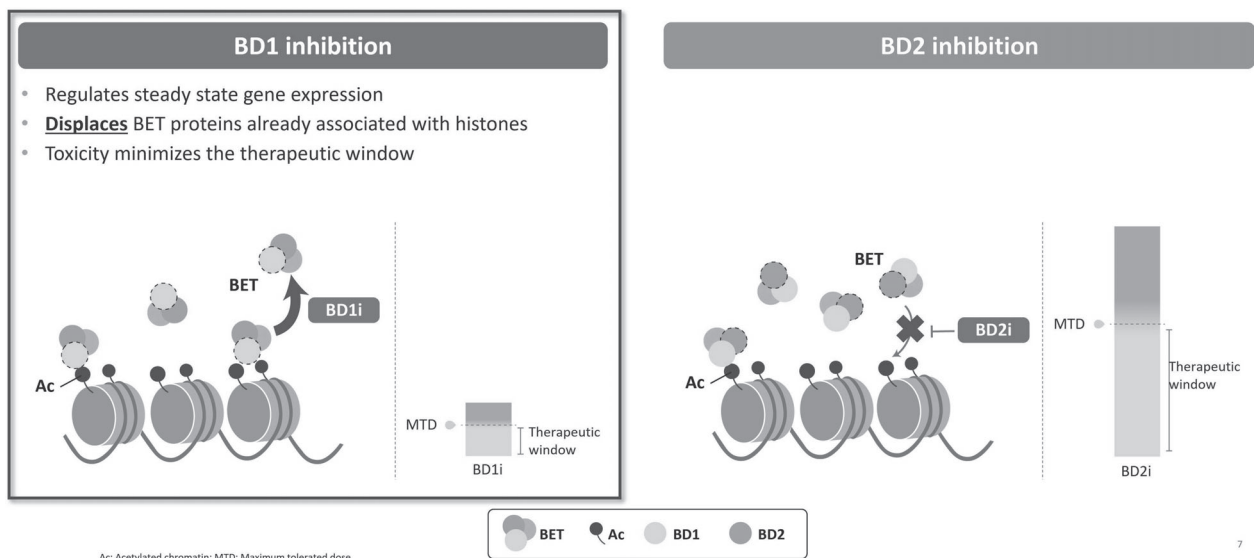 BD1 inhibition
• Regulates steady state gene expression
• Displaces BET proteins already associated with histones
• Toxicity minimizes the therapeutic window
BET
BD1i
Ac
MTD
Therapeutic
window
BD1i
BD2 inhibition
BET
BD2i
Ac
MTD
Therapeutic
window
BD2i
BET Ac BD1 BD2
Ac: Acetylated chromatin; MTD: Maximum tolerated dose
7